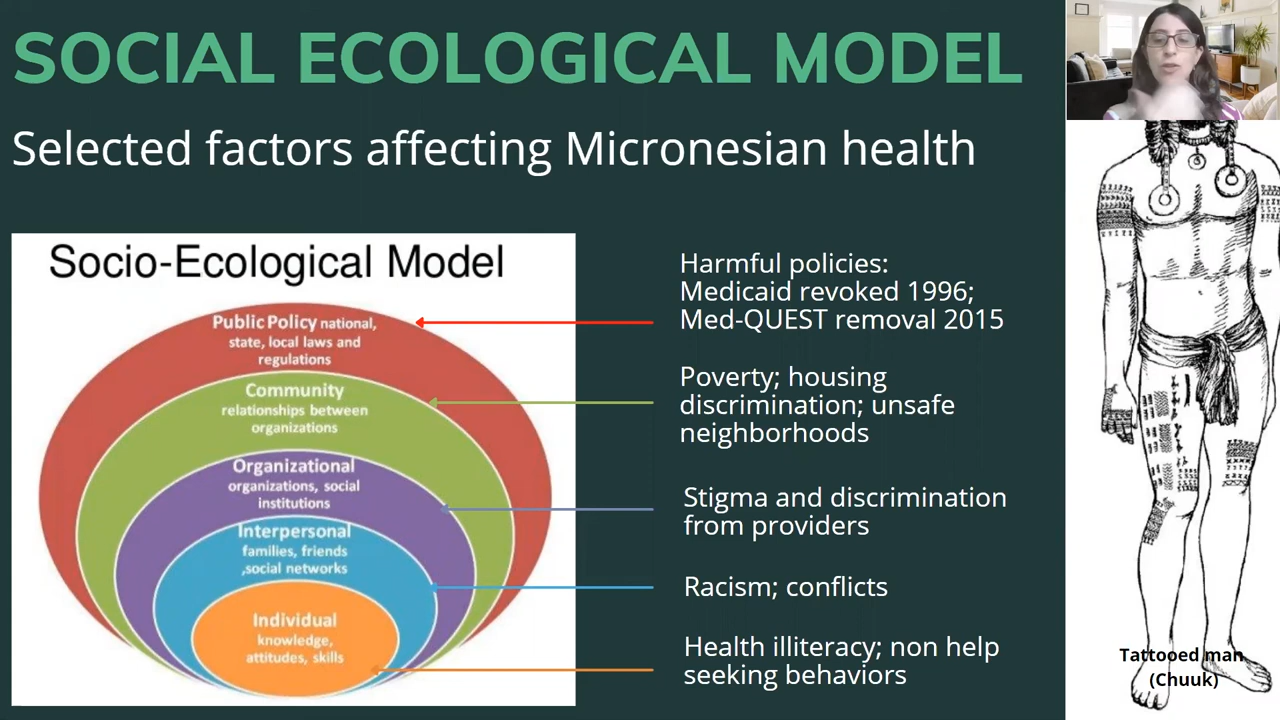 SOCIAL ECOLOGICAL MODEL
Selected factors affecting Micronesian health
Socio-Ecological Model
Public Policy national,
state, local laws and
regulations
Community
relationships between
organizations
Organizational
organizations, social
institutions
Interpersonal
families, friends
,social networks
Individual
knowledge,
attitudes, skills
Harmful policies:
Medicaid revoked 1996;
Med-QUEST removal 2015
Poverty; housing
discrimination; unsafe
neighborhoods
Stigma and discrimination
from providers
Racism; conflicts
Health illiteracy; non help
seeking behaviors
Tattooed man
(Chuuk)